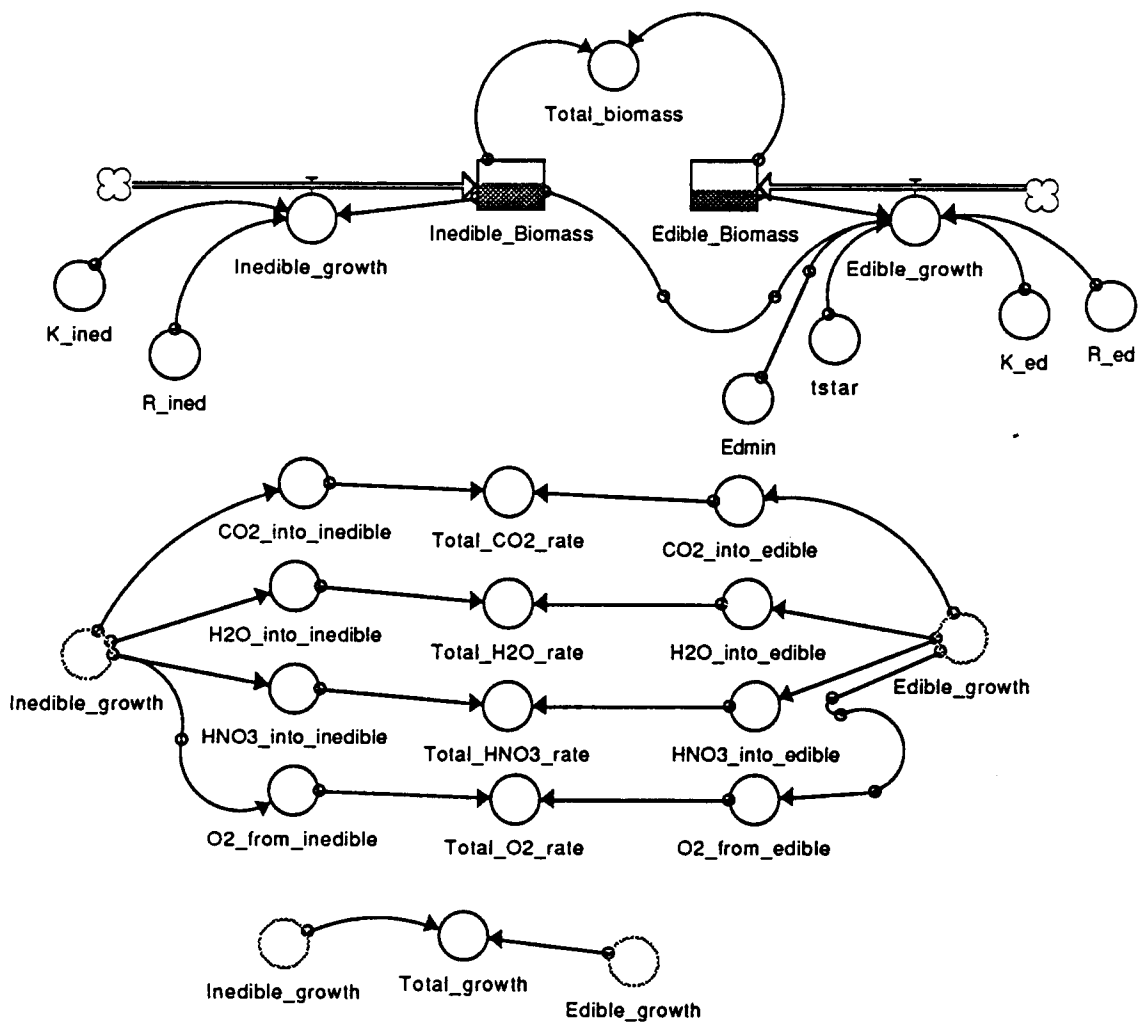 Total_biomass
Inedible_Biomass
Edible_Biomass
Inedible_growth
Edible_growth
K_ined
R_ined
Edmin
tstar
K_ed
R_ed
CO2_into_inedible
Total_CO2_rate
CO2_into_edible
H2O_into_inedible
Total_H2O_rate
H2O_into_edible
Inedible_growth
Edible_growth
HNO3_into_inedible
Total_HNO3_rate
HNO3_into_edible
O2_from_inedible
Total_O2_rate
O2_from_edible
Inedible_growth
Total_growth
Edible_growth